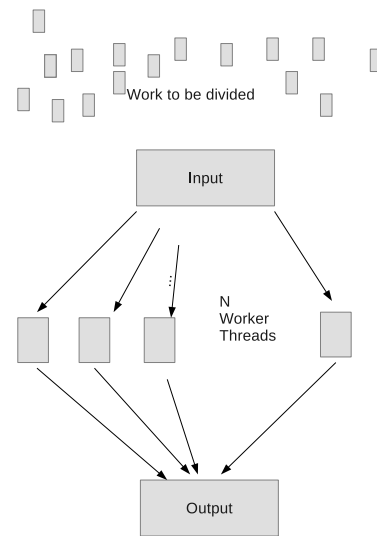 Work to be divided
Input
...
N
Worker
Threads
Output